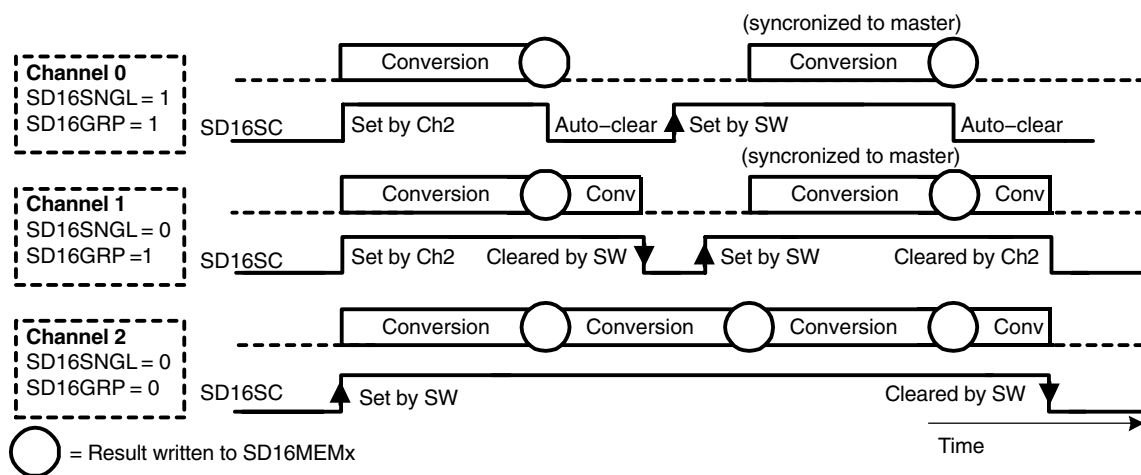 (syncronized to master)
Conversion Conversion
Channel 0
SD16SNGL = 1
SD16GRP = 1
SD16SC Set by Ch2 Auto-clear Set by SW Auto-clear
(syncronized to master)
Conversion Conv Conversion Conv
Channel 1
SD16SNGL = 0
SD16GRP =1
SD16SC Set by Ch2 Cleared by SW Set by SW Cleared by Ch2
Conversion Conversion Conversion Conv
Channel 2
SD16SNGL = 0
SD16GRP = 0
SD16SC Set by SW Cleared by SW
= Result written to SD16MEMx
Time